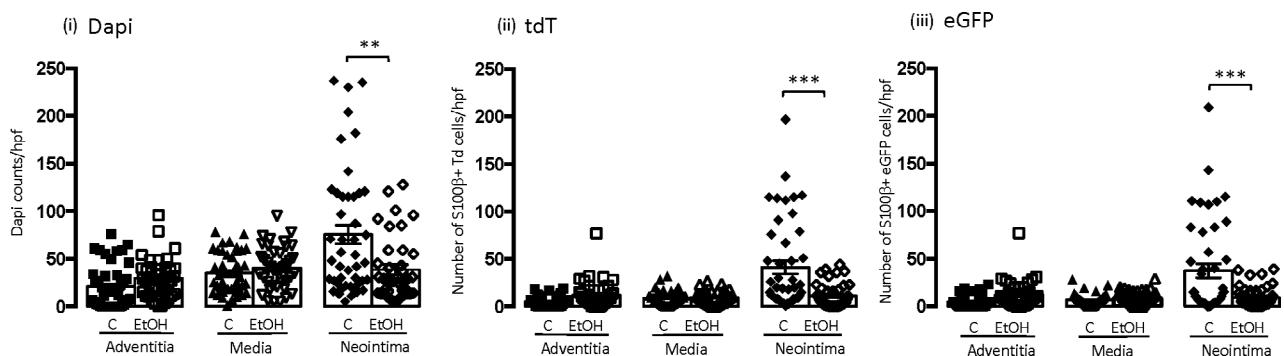 (i) Dapi
**
Dapi counts/hpf
250
200
150
100
50
0
C EtOH C EtOH C EtOH
Adventitia Media Neointima
(ii) tdT
***
Number of S100β+ Td cells/hpf
250
200
150
100
50
0
C EtOH C EtOH C EtOH
Adventitia Media Neointima
(iii) eGFP
***
Number of S100β+ eGFP cells/hpf
250
200
150
100
50
0
C EtOH C EtOH C EtOH
Adventitia Media Neointima